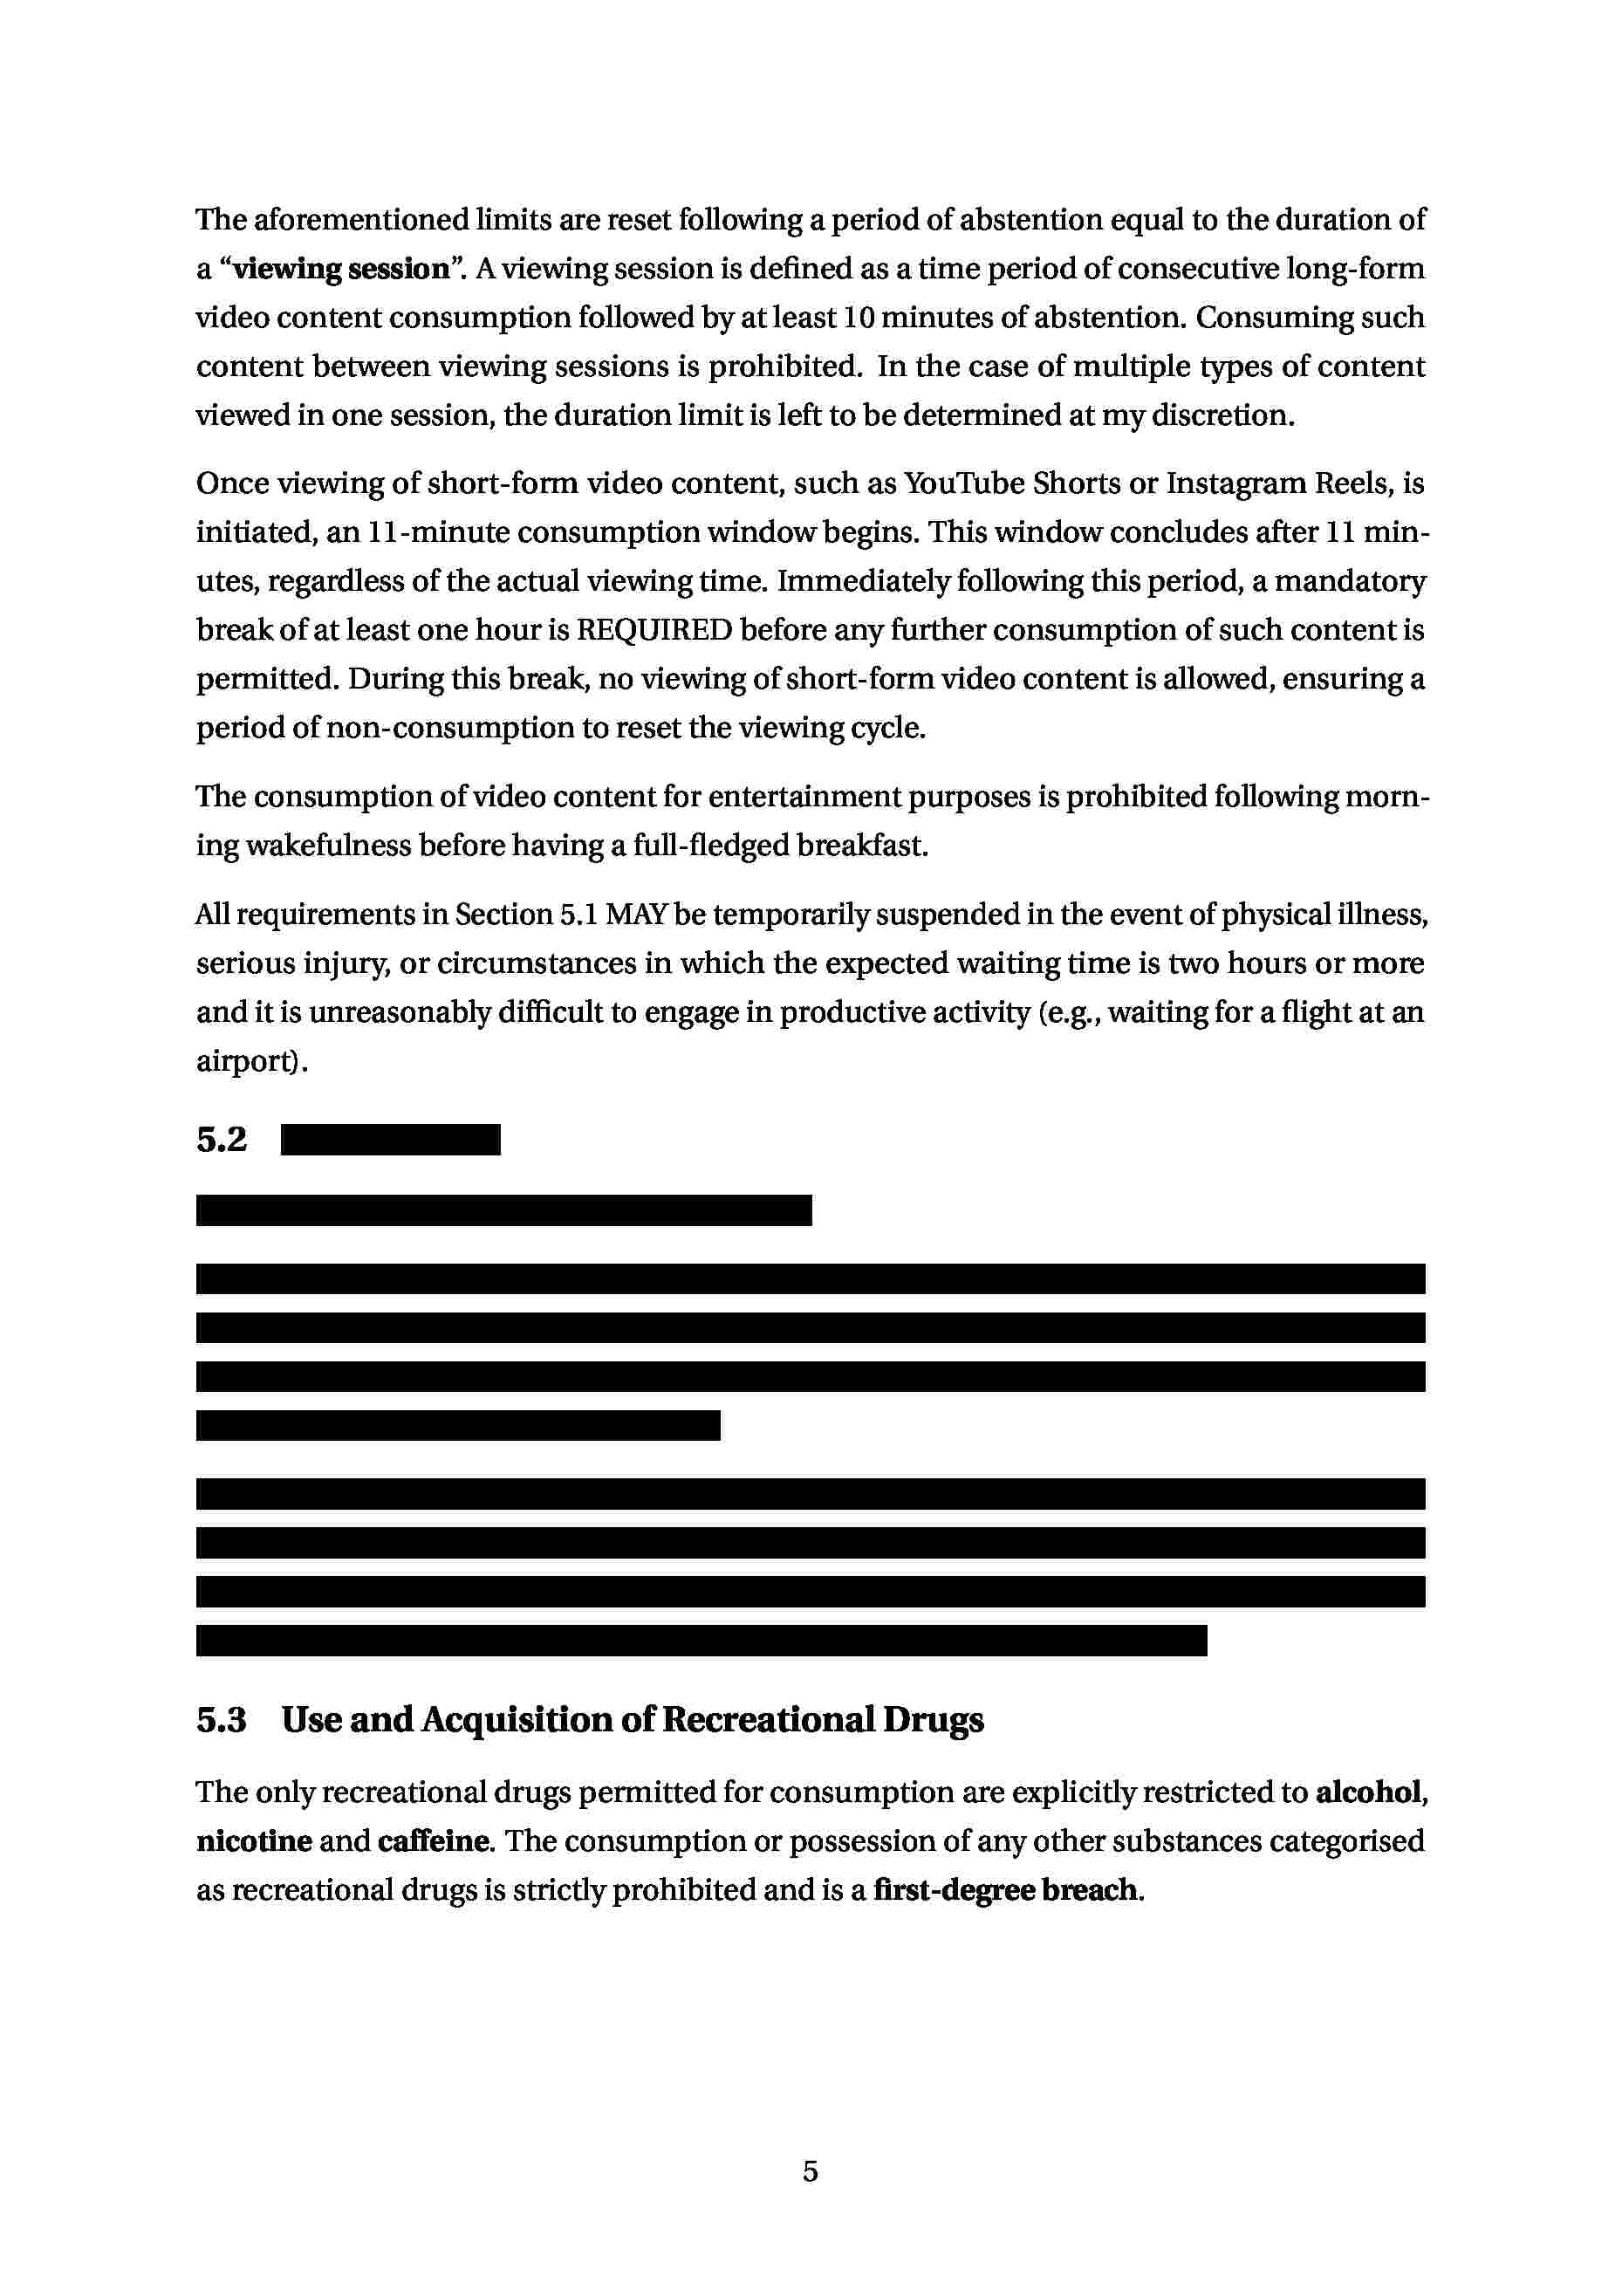 The aforementioned limits are reset following a period of abstention equal to the duration of
a “viewing session”. A viewing session is defined as a time period of consecutive long-form
video content consumption followed by at least 10 minutes of abstention. Consuming such
content between viewing sessions is prohibited. In the case of multiple types of content
viewed in one session, the duration limit is left to be determined at my discretion.
Once viewing of short-form video content, such as YouTube Shorts or Instagram Reels, is
initiated, an 11-minute consumption window begins. This window concludes after 11 min-
utes, regardless of the actual viewing time. Immediately following this period, a mandatory
break of at least one hour is REQUIRED before any further consumption of such content is
permitted. During this break, no viewing of short-form video content is allowed, ensuring a
period of non-consumption to reset the viewing cycle.
The consumption of video content for entertainment purposes is prohibited following morn-
ing wakefulness before having a full-fledged breakfast.
All requirements in Section 5.1 MAY be temporarily suspended in the event of physical illness,
serious injury, or circumstances in which the expected waiting time is two hours or more
and it is unreasonably difficult to engage in productive activity (e.g., waiting for a flight at an
airport).
5.2
5.3 Use and Acquisition of Recreational Drugs
The only recreational drugs permitted for consumption are explicitly restricted to alcohol,
nicotine and caffeine. The consumption or possession of any other substances categorised
as recreational drugs is strictly prohibited and is a first-degree breach.
5